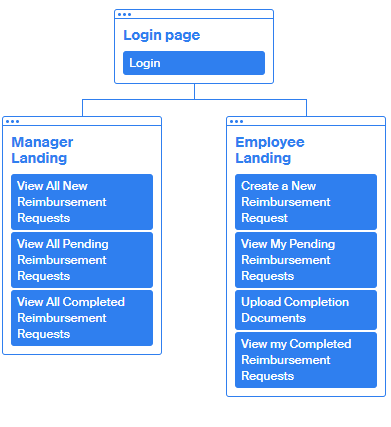 Login page
Login
Manager
Landing
View All New
Reimbursement
Requests
View All Pending
Reimbursement
Requests
View All Completed
Reimbursement
Requests
Employee
Landing
Create a New
Reimbursement
Request
View My Pending
Reimbursement
Requests
Upload Completion
Documents
View my Completed
Reimbursement
Requests